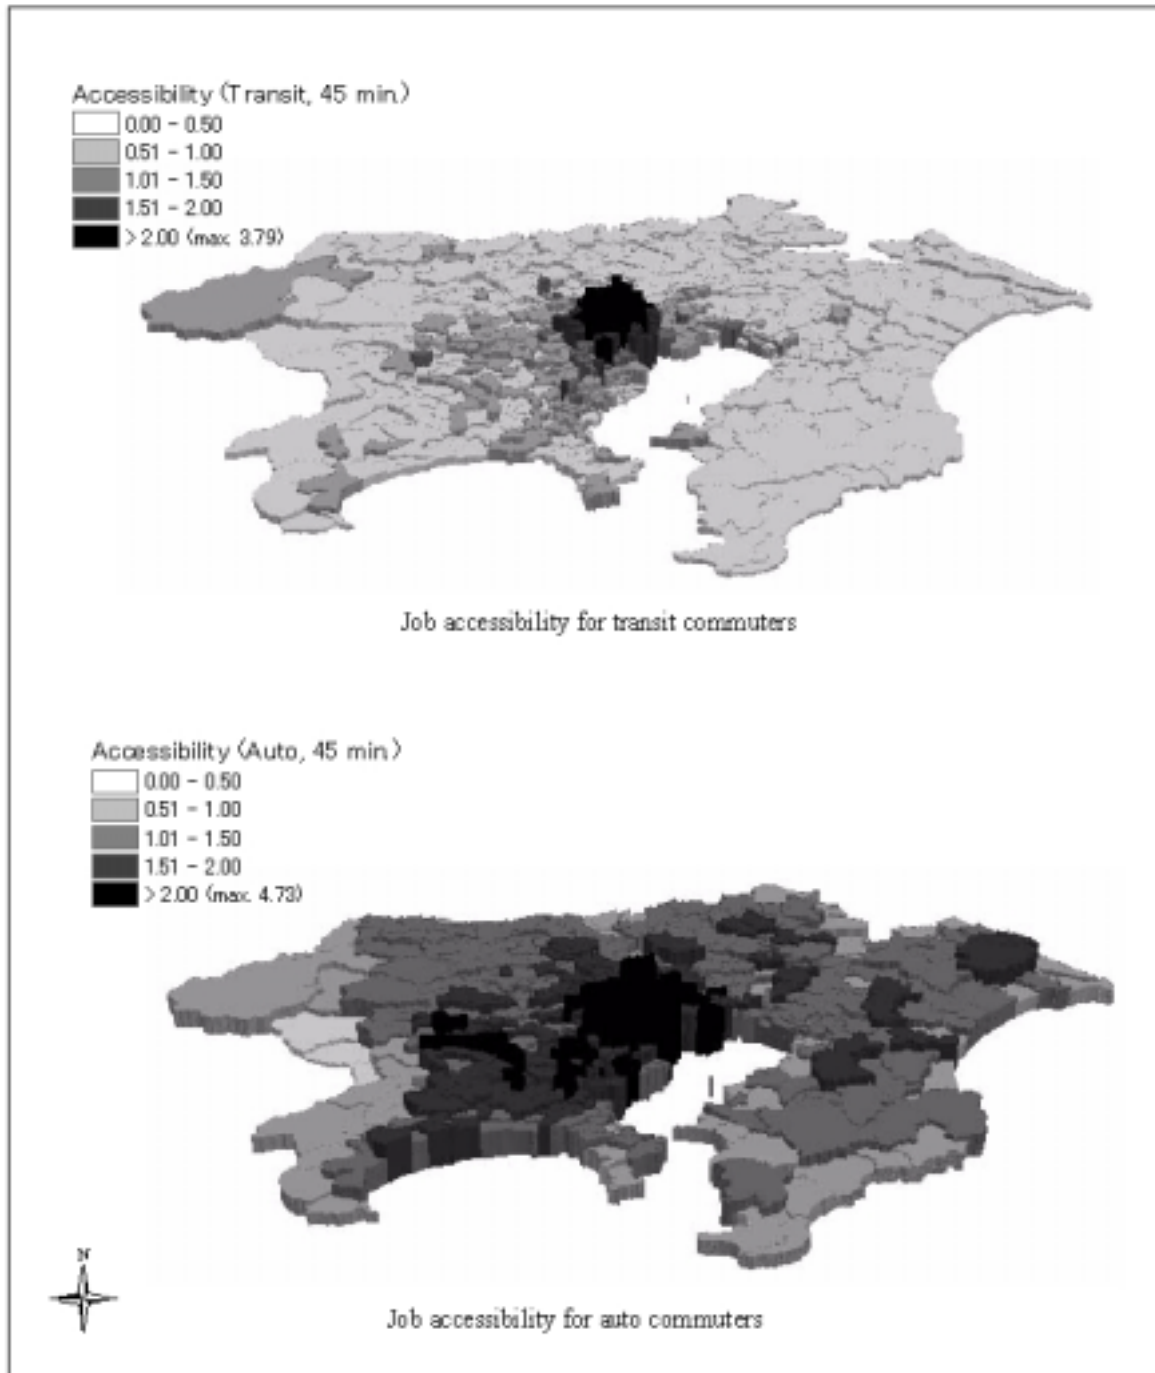 Accessibility (Transit, 45 min.)
0.00 - 0.50
0.51 - 1.00
1.01 - 1.50
1.51 - 2.00
> 2.00 (max. 3.79)
Job accessibility for transit commuters
Accessibility (Auto, 45 min.)
0.00 - 0.50
0.51 - 1.00
1.01 - 1.50
1.51 - 2.00
> 2.00 (max. 4.73)
N
Job accessibility for auto commuters